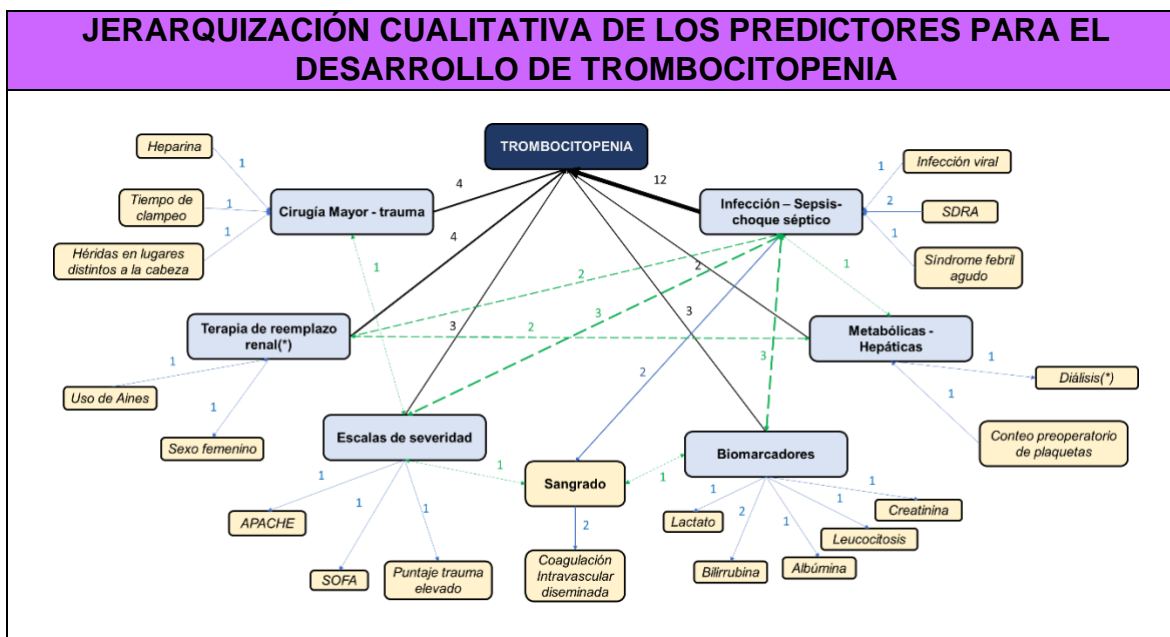 JERARQUIZACIÓN CUALITATIVA DE LOS PREDICTORES PARA EL
DESARROLLO DE TROMBOCITOPENIA
TROMBOCITOPENIA
Heparina
1
Tiempo de
clampeo
1
Héridas en lugares
distintos a la cabeza
1
Cirugía Mayor - trauma
4
12
Infección – Sepsis-
choque séptico
1
Infección viral
2
SDRA
1
Síndrome febril
agudo
4
1
2
3
2
1
Terapia de reemplazo
renal(*)
3
2
3
Metabólicas -
Hepáticas
1
Uso de Aines
1
Sexo femenino
2
3
1
Diálisis(*)
1
Conteo preoperatorio
de plaquetas
Escalas de severidad
1
Sangrado
1
Biomarcadores
1
APACHE
1
SOFA
1
Puntaje trauma
elevado
2
Coagulación
Intravascular
diseminada
1
Lactato
2
Bilirrubina
1
Albúmina
1
Leucocitosis
1
Creatinina